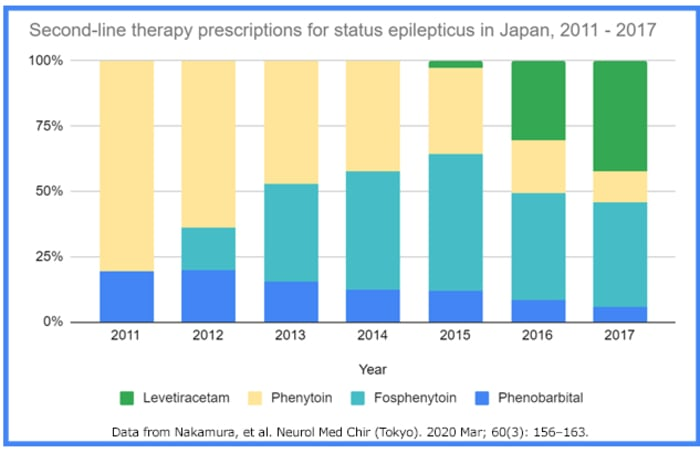 Second-line therapy prescriptions for status epilepticus in Japan, 2011 - 2017
100%
75%
50%
25%
0%
2011 2012 2013 2014 2015 2016 2017
Year
Levetiracetam Phenytoin Fosphenytoin Phenobarbital
Data from Nakamura, et al. Neurol Med Chir (Tokyo). 2020 Mar; 60(3): 156–163.